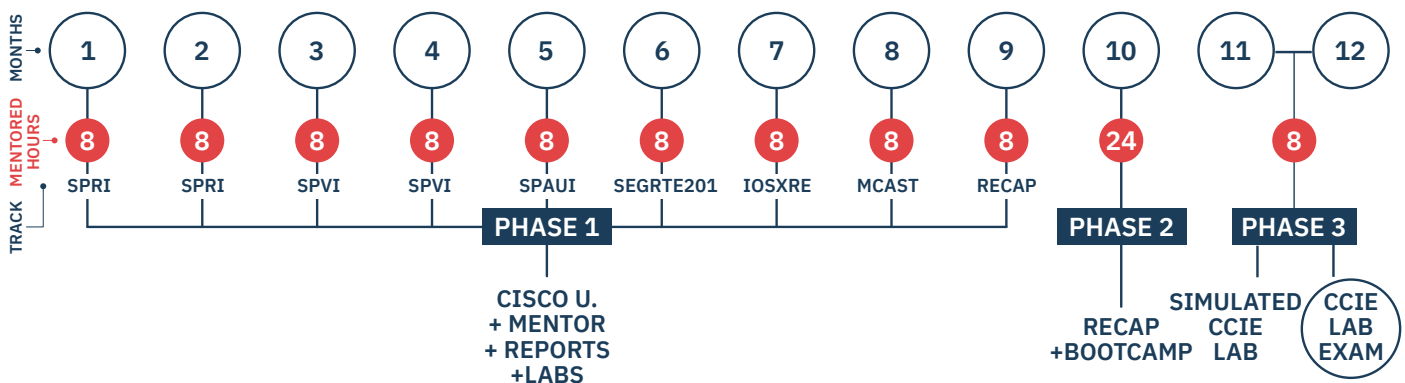 MONTHS
1 2 3 4 5 6 7 8 9 10 11 12
MENTORED
HOURS
8 8 8 8 8 8 8 8 8 24 8
TRACK
SPRI SPRI SPVI SPVI SPAUI SEGRTE201 IOSXRE MCAST RECAP
PHASE 1
PHASE 2
PHASE 3
CISCO U.
+ MENTOR
+ REPORTS
+LABS
RECAP
+BOOTCAMP
SIMULATED
CCIE
LAB
CCIE
LAB
EXAM